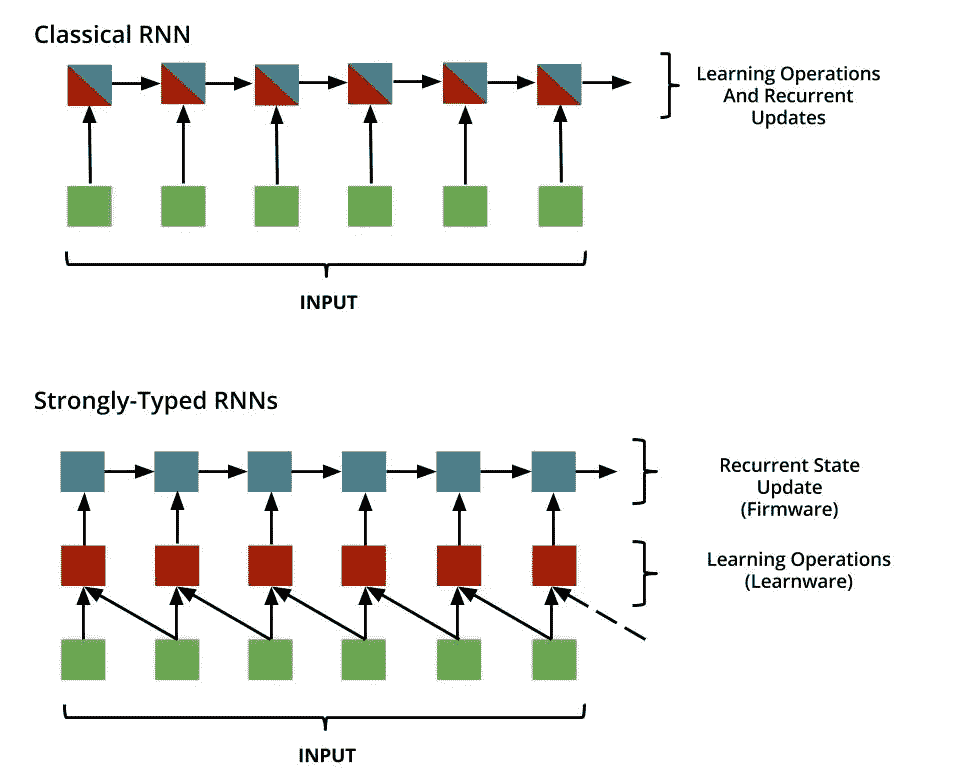 Classical RNN
Learning Operations
And Recurrent
Updates
INPUT
Strongly-Typed RNNs
Recurrent State
Update
(Firmware)
Learning Operations
(Learnware)
INPUT